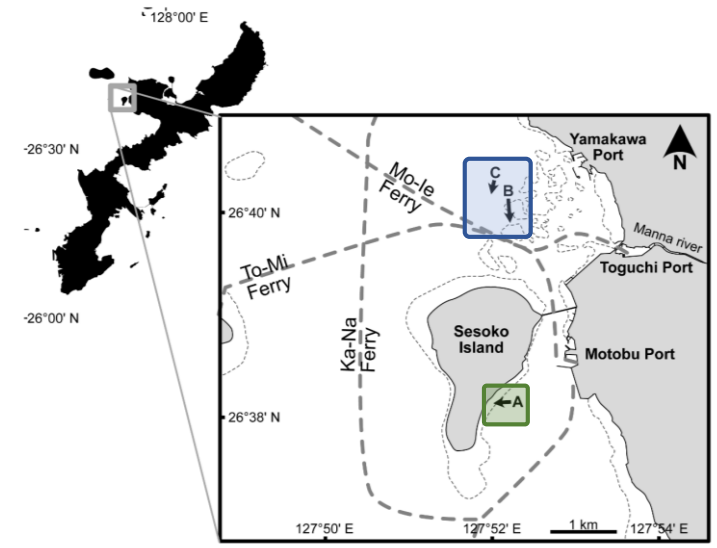 128°00' E
-26°30' N
-26°00' N
Yamakawa
Port
N
C
B
Mo-Ie
Ferry
26°40' N
Manna river
Toguchi Port
To-Mi
Ferry
Ka-Na
Ferry
Sesoko
Island
Motobu Port
A
26°38' N
127°50' E
127°52' E
1 km
127°54' E